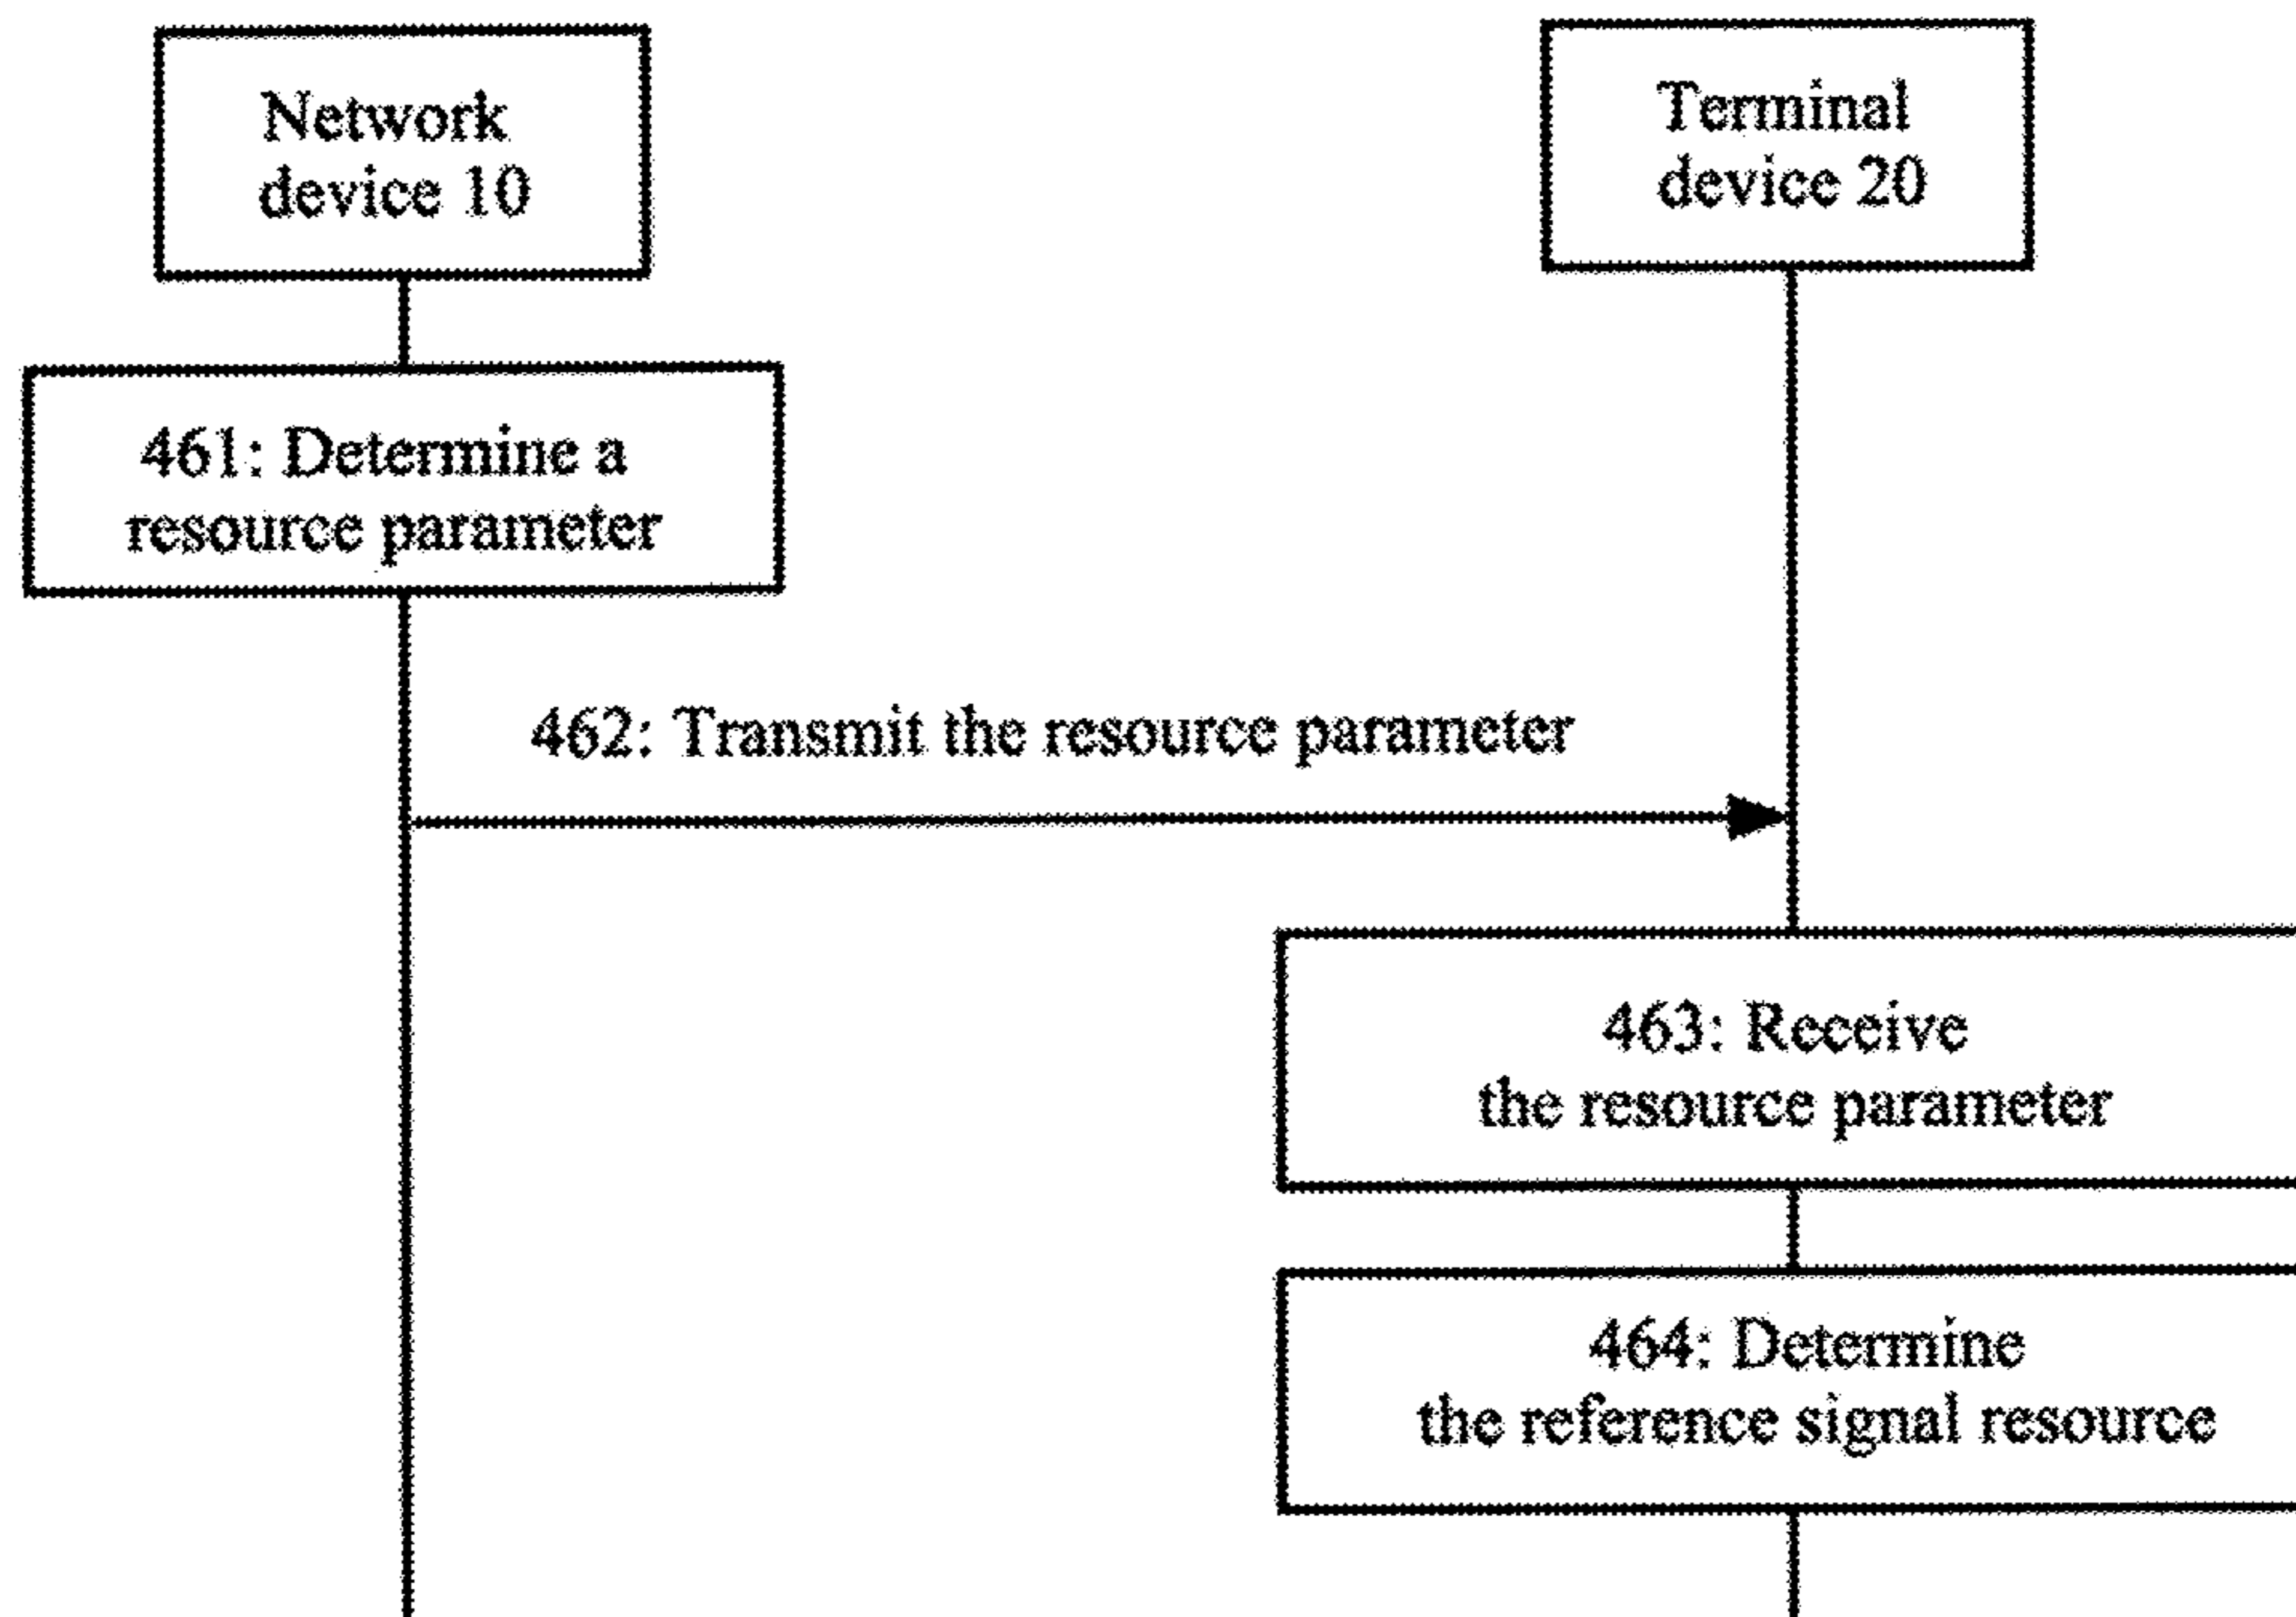 Network
device 10
Terminal
device 20
461: Determine a
resource parameter
462: Transmit the resource parameter
463: Receive
the resource parameter
464: Determine
the reference signal resource